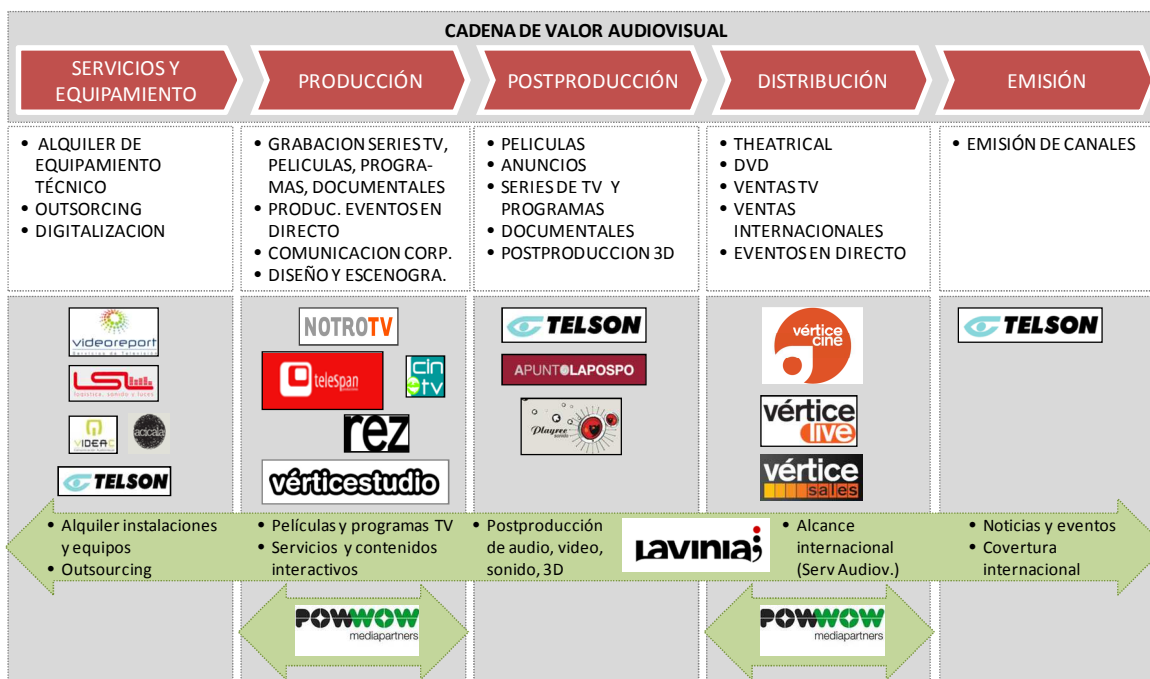 CADENA DE VALOR AUDIOVISUAL
SERVICIOS Y
EQUIPAMIENTO
PRODUCCIÓN
POSTPRODUCCIÓN
DISTRIBUCIÓN
EMISIÓN
• ALQUILER DE
EQUIPAMIENTO
TÉCNICO
• OUTSORCING
• DIGITALIZACION
• GRABACION SERIES TV,
PELICULAS, PROGRA-
MAS, DOCUMENTALES
• PRODUC. EVENTOS EN
DIRECTO
• COMUNICACION CORP.
• DISEÑO Y ESCENOGRA.
• PELICULAS
• ANUNCIOS
• SERIES DE TV Y
PROGRAMAS
• DOCUMENTALES
• POSTPRODUCCION 3D
• THEATRICAL
• DVD
• VENTAS TV
• VENTAS
INTERNACIONALES
• EVENTOS EN DIRECTO
• EMISIÓN DE CANALES
videoreport
Servicios de Televisión
LSL
logística, sonido y luces
VIDEAC
acicala
TELSON
NOTROTV
teleSpan
cin
tv
rez
vérticestudio
TELSON
APUNTOLAPOSPO
Playree
sonido
vértice
cine
vértice
live
vértice
sales
TELSON
• Alquiler instalaciones
y equipos
• Outsourcing
• Películas y programas TV
• Servicios y contenidos
interactivos
• Postproducción
de audio, video,
sonido, 3D
LAVINIA
• Alcance
internacional
(Serv Audiov.)
• Noticias y eventos
• Covertura
internacional
POWWOW
mediapartners
POWWOW
mediapartners